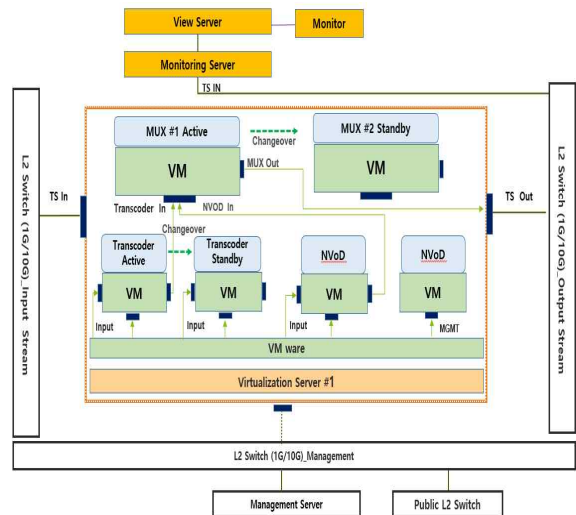 View Server
Monitor
Monitoring Server
TS IN
MUX #1 Active
MUX #2 Standby
Changeover
VM
VM
MUX Out
TS In
TS Out
Transcoder In
NVOD In
Changeover
Transcoder
Active
Transcoder
Standby
NVoD
NVoD
VM
VM
VM
VM
Input
Input
Input
MGMT
VM ware
Virtualization Server #1
L2 Switch (1G/10G)_Input Stream
L2 Switch (1G/10G)_Output Stream
L2 Switch (1G/10G)_Management
Management Server
Public L2 Switch